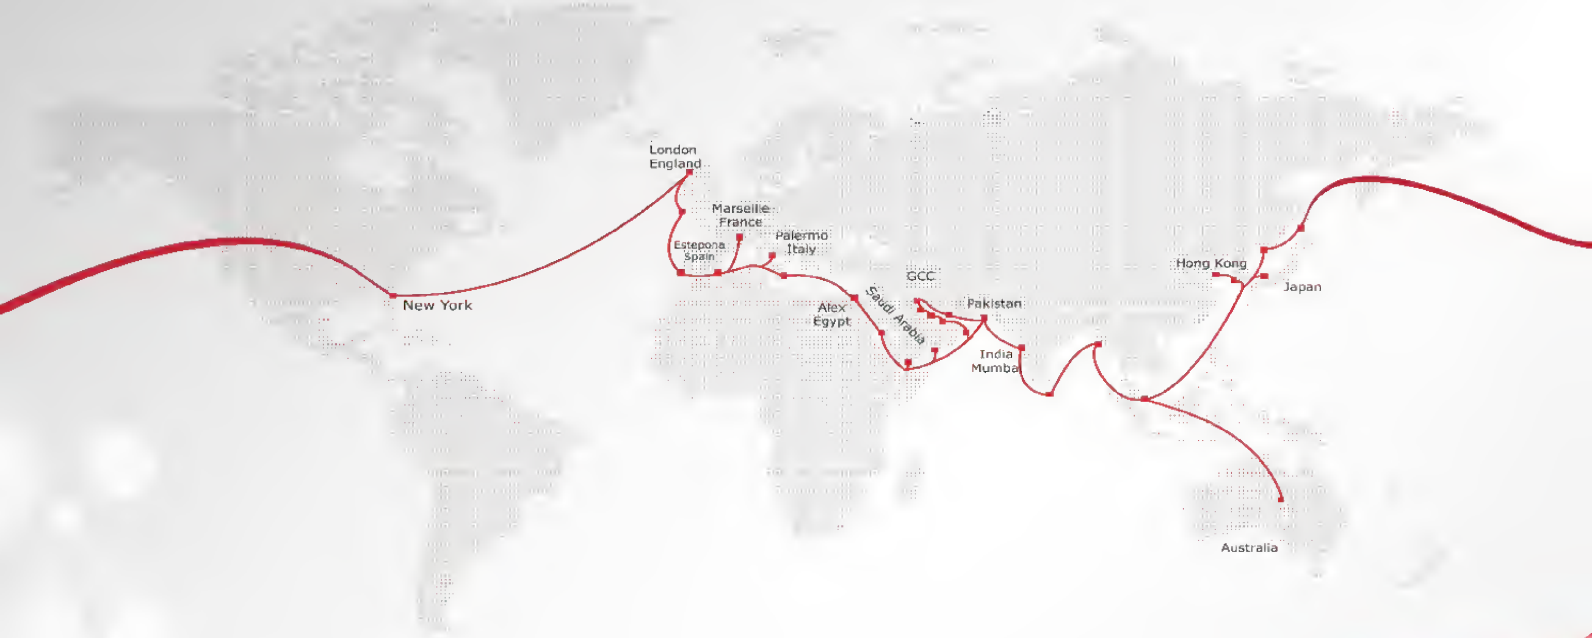 London
England
Marseille
France
Estepona
Spain
Palermo
Italy
New York
Alex
Egypt
Saudi Arabia
GCC
Pakistan
India
Mumba
Hong Kong
Japan
Australia